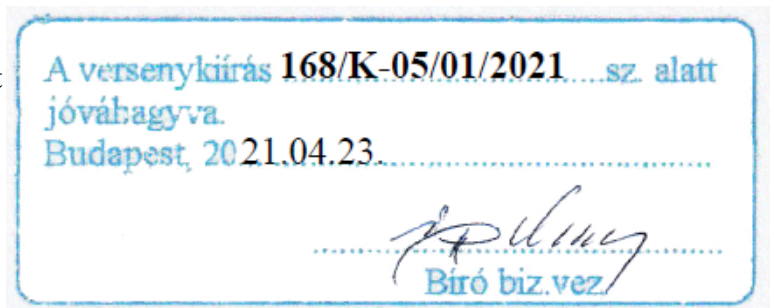 A versenykiírás 168/K-05/01/2021.....sz. alatt
jóváhagyva.
Budapest, 2021.04.23.
Bíró biz.vez.